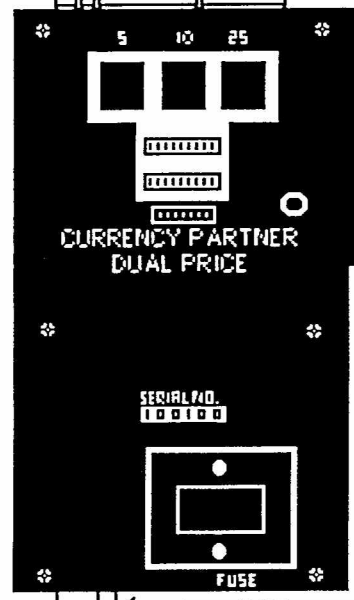 5 10 25
CURRENCY PARTNER
DUAL PRICE
SERIAL NO.
100100
FUSE